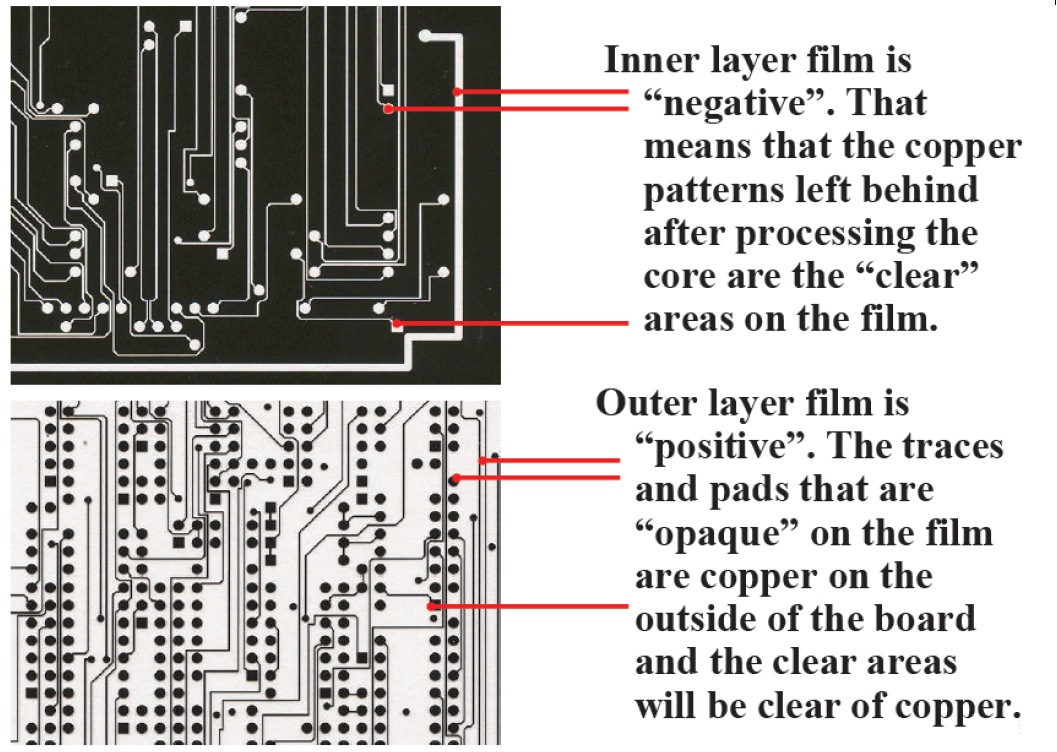 Inner layer film is
“negative”. That
means that the copper
patterns left behind
after processing the
core are the “clear”
areas on the film.
Outer layer film is
“positive”. The traces
and pads that are
“opaque” on the film
are copper on the
outside of the board
and the clear areas
will be clear of copper.